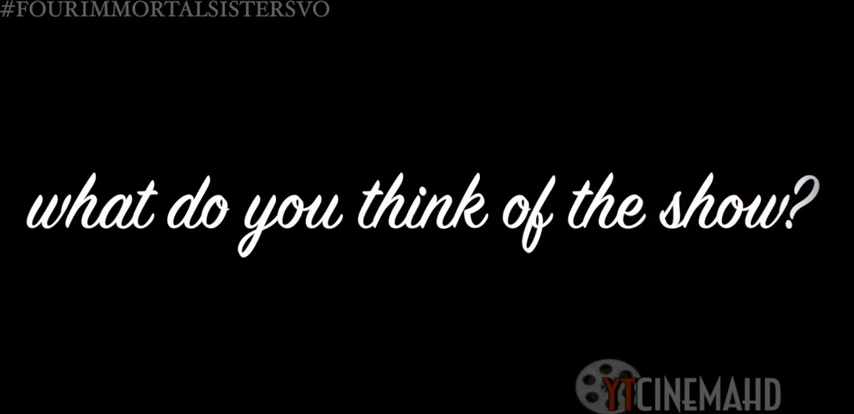 #FOURIMMORTALSISTERSVO
what do you think of the show?
YTCINEMAHD